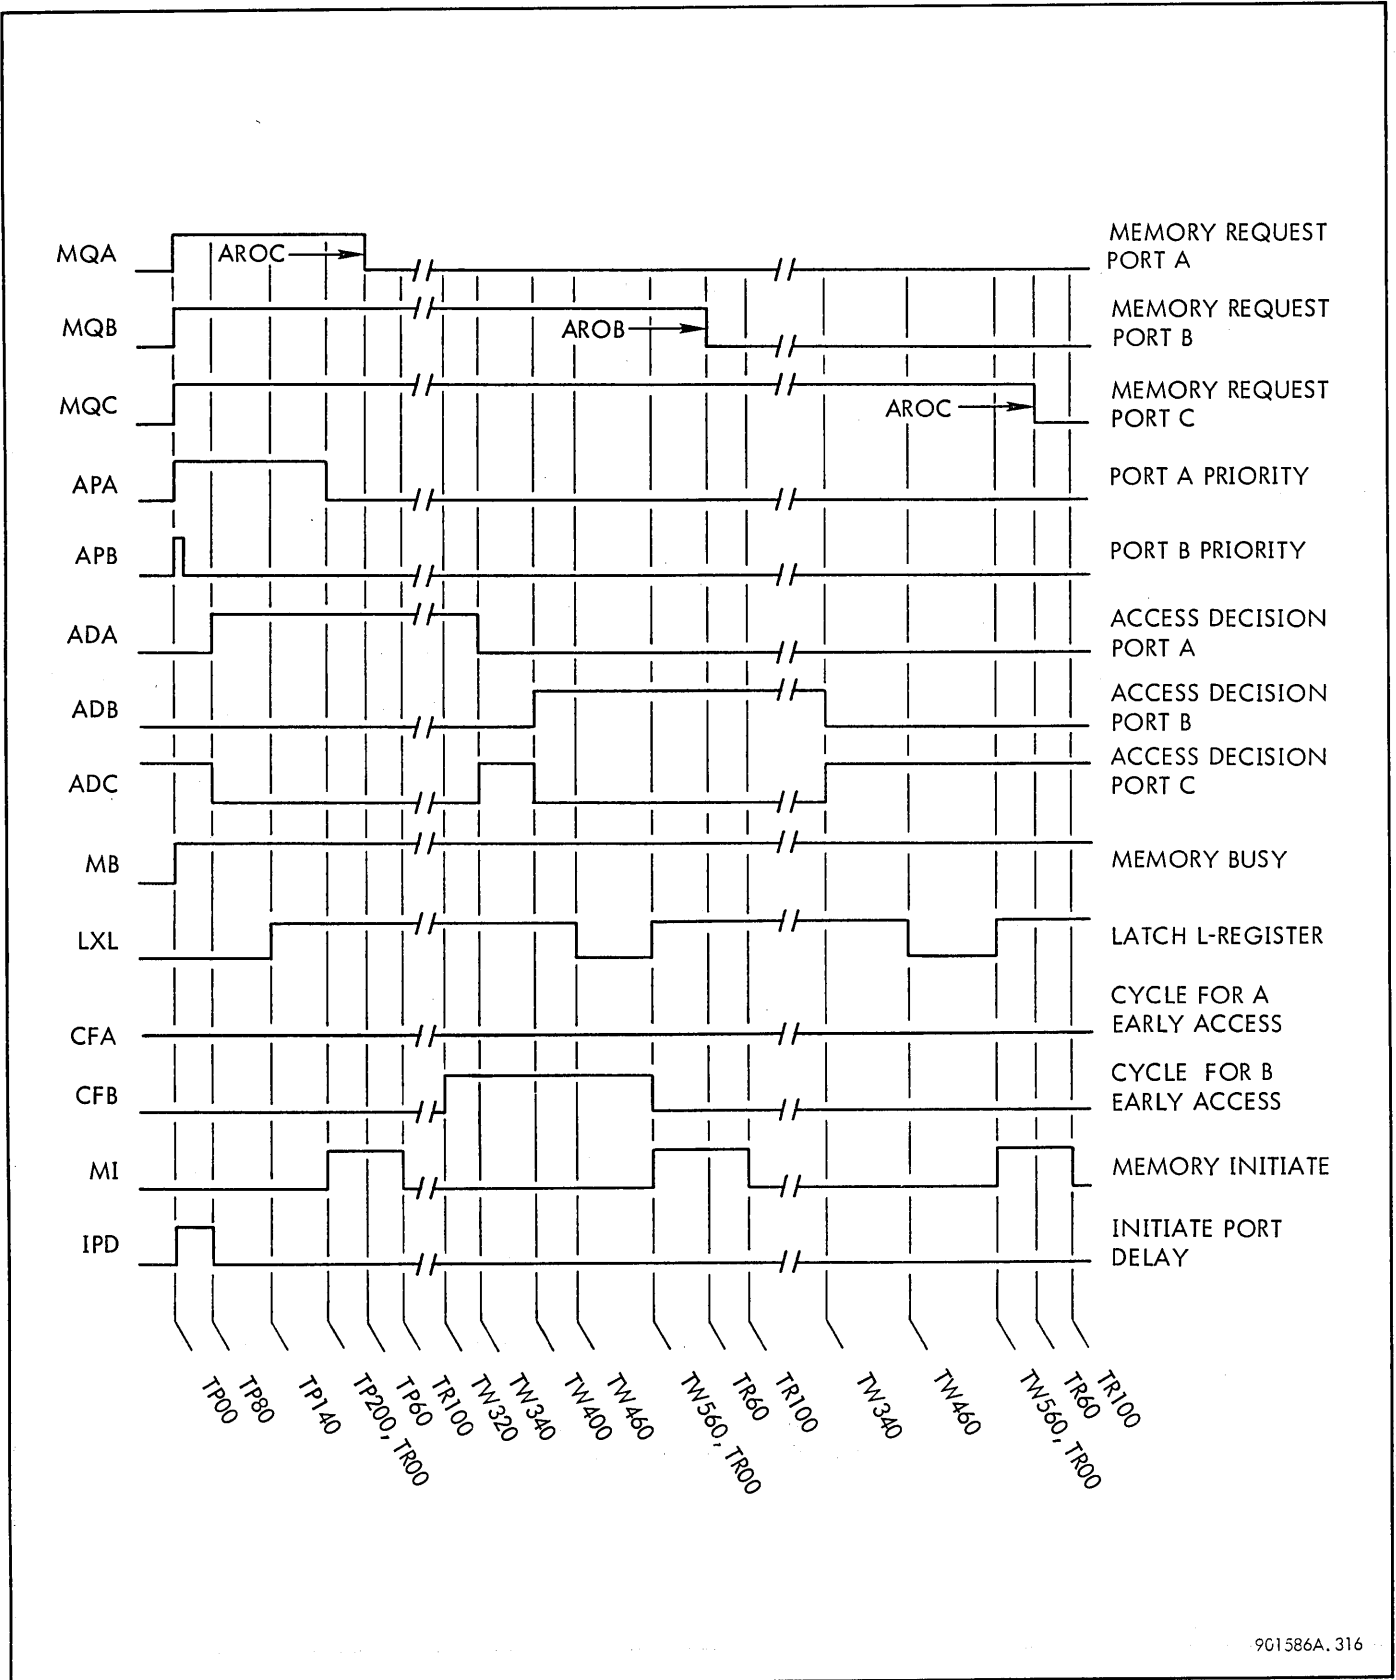 MQA
AROC
MEMORY REQUEST
PORT A
MQB
AROB
MEMORY REQUEST
PORT B
MQC
AROC
MEMORY REQUEST
PORT C
APA
PORT A PRIORITY
APB
PORT B PRIORITY
ADA
ACCESS DECISION
PORT A
ADB
ACCESS DECISION
PORT B
ADC
ACCESS DECISION
PORT C
MB
MEMORY BUSY
LXL
LATCH L-REGISTER
CFA
CYCLE FOR A
EARLY ACCESS
CFB
CYCLE FOR B
EARLY ACCESS
MI
MEMORY INITIATE
IPD
INITIATE PORT
DELAY
TP00
TP80
TP140
TP200, TR00
TP60
TR100
TW320
TW340
TW400
TW460
TW560, TR00
TR60
TR100
TW340
TW460
TW560, TR00
TR60
TR100
901586A. 316